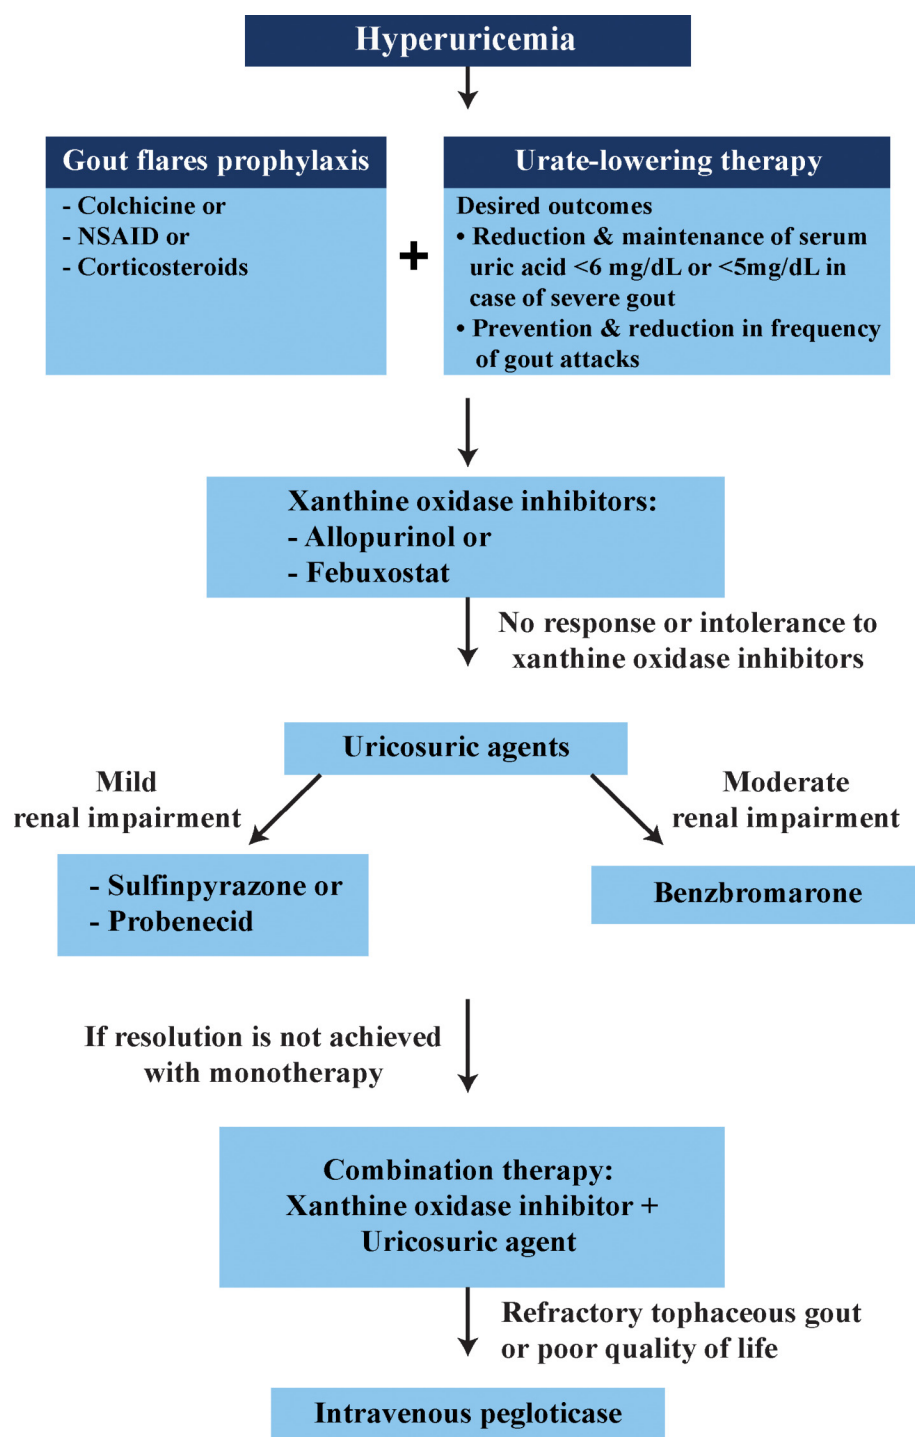 Hyperuricemia
Gout flares prophylaxis
- Colchicine or
- NSAID or
- Corticosteroids
+
Urate-lowering therapy
Desired outcomes
• Reduction & maintenance of serum
uric acid <6 mg/dL or <5mg/dL in
case of severe gout
• Prevention & reduction in frequency
of gout attacks
Xanthine oxidase inhibitors:
- Allopurinol or
- Febuxostat
No response or intolerance to
xanthine oxidase inhibitors
Uricosuric agents
Mild
renal impairment
Moderate
renal impairment
- Sulfinpyrazone or
- Probenecid
Benzbromarone
If resolution is not achieved
with monotherapy
Combination therapy:
Xanthine oxidase inhibitor +
Uricosuric agent
Refractory tophaceous gout
or poor quality of life
Intravenous pegloticase